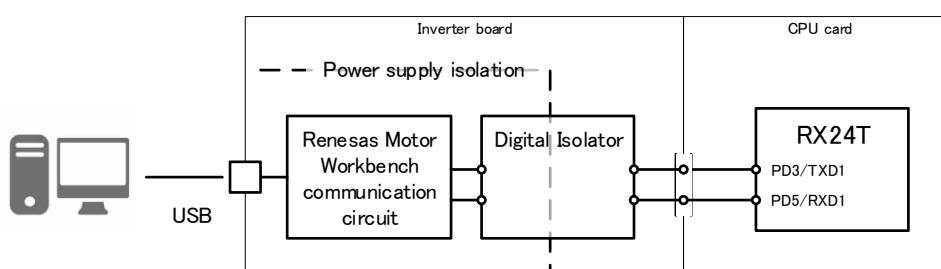 Inverter board
CPU card
Power supply isolation
Renesas Motor
Workbench
communication
circuit
Digital Isolator
RX24T
PD3/TXD1
PD5/RXD1
USB